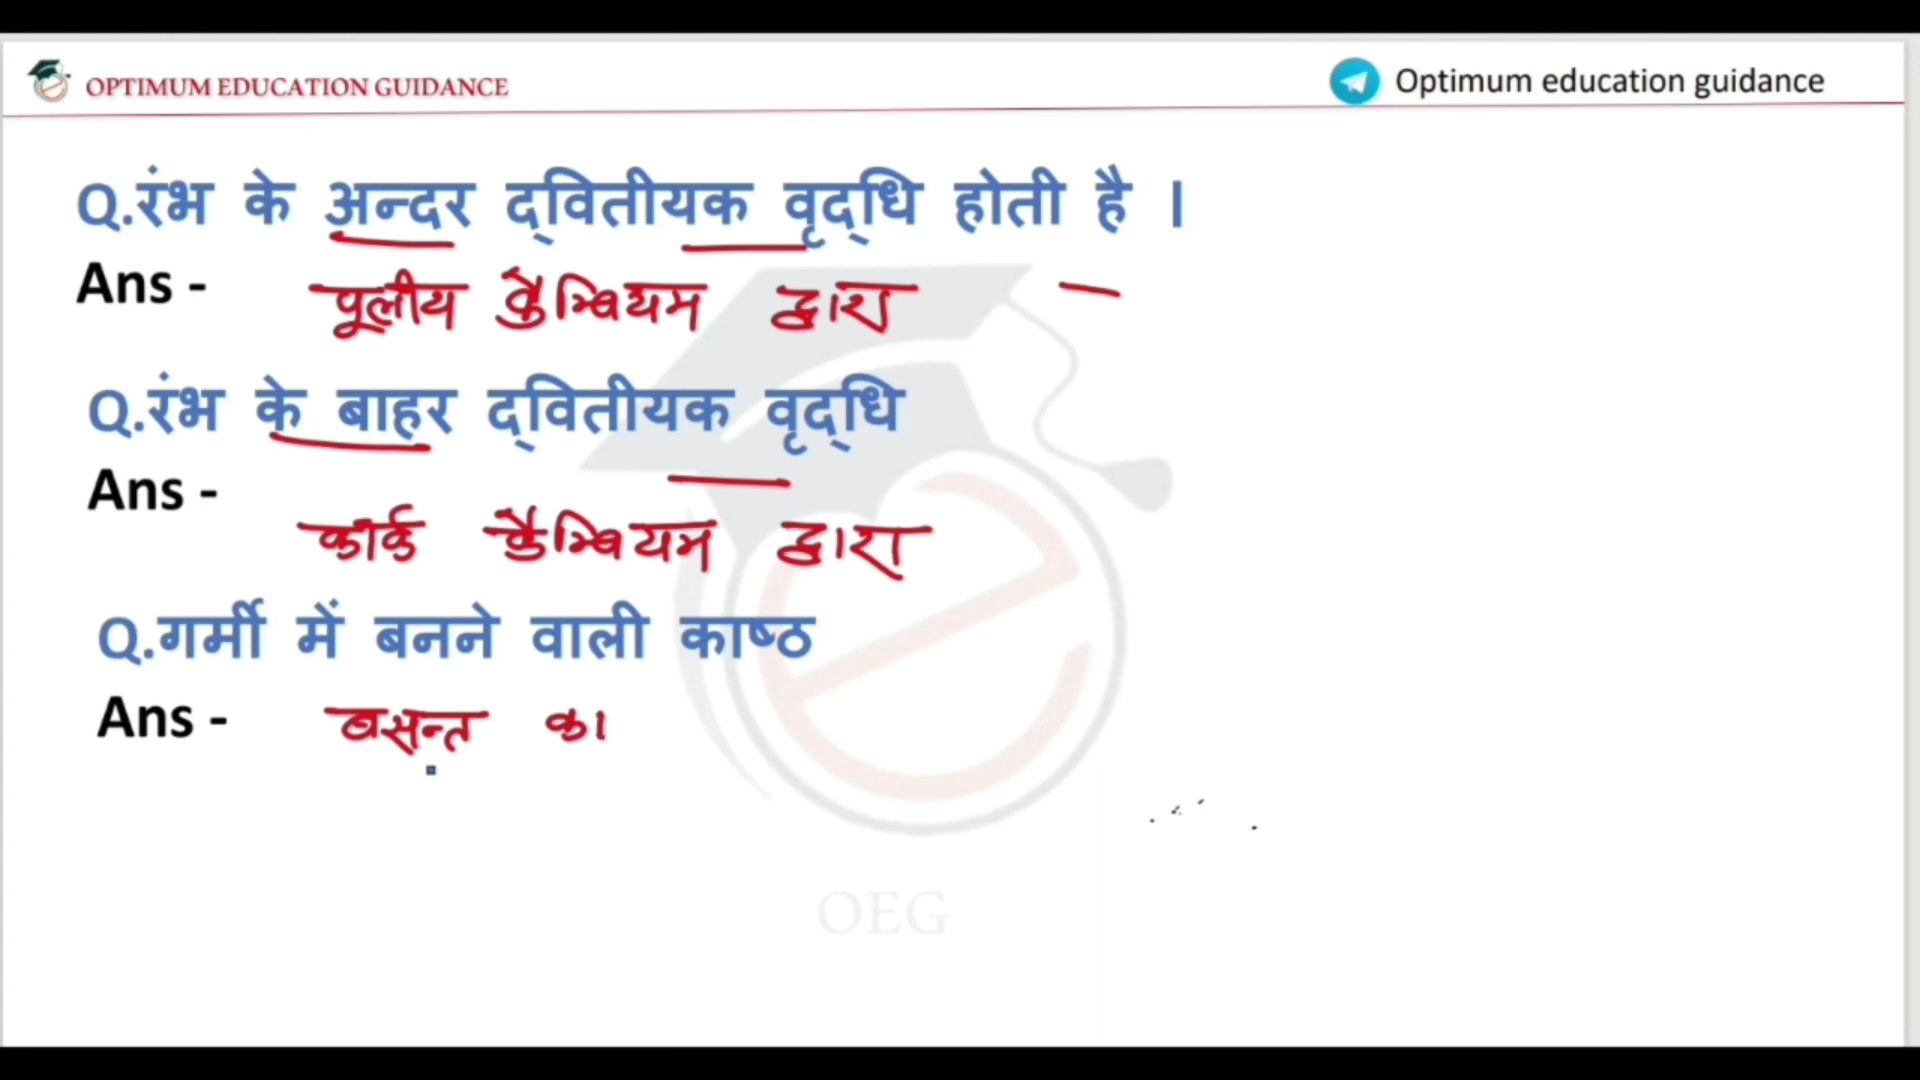 OPTIMUM EDUCATION GUIDANCE
Optimum education guidance
Q.रंभ के अन्दर द्वितीयक वृद्धि होती है ।
Ans - पूलीय कैम्बियम द्वारा
Q.रंभ के बाहर द्वितीयक वृद्धि
Ans -
कॉर्क कैम्बियम द्वारा
Q.गर्मी में बनने वाली काष्ठ
Ans - बसन्त का
OEG